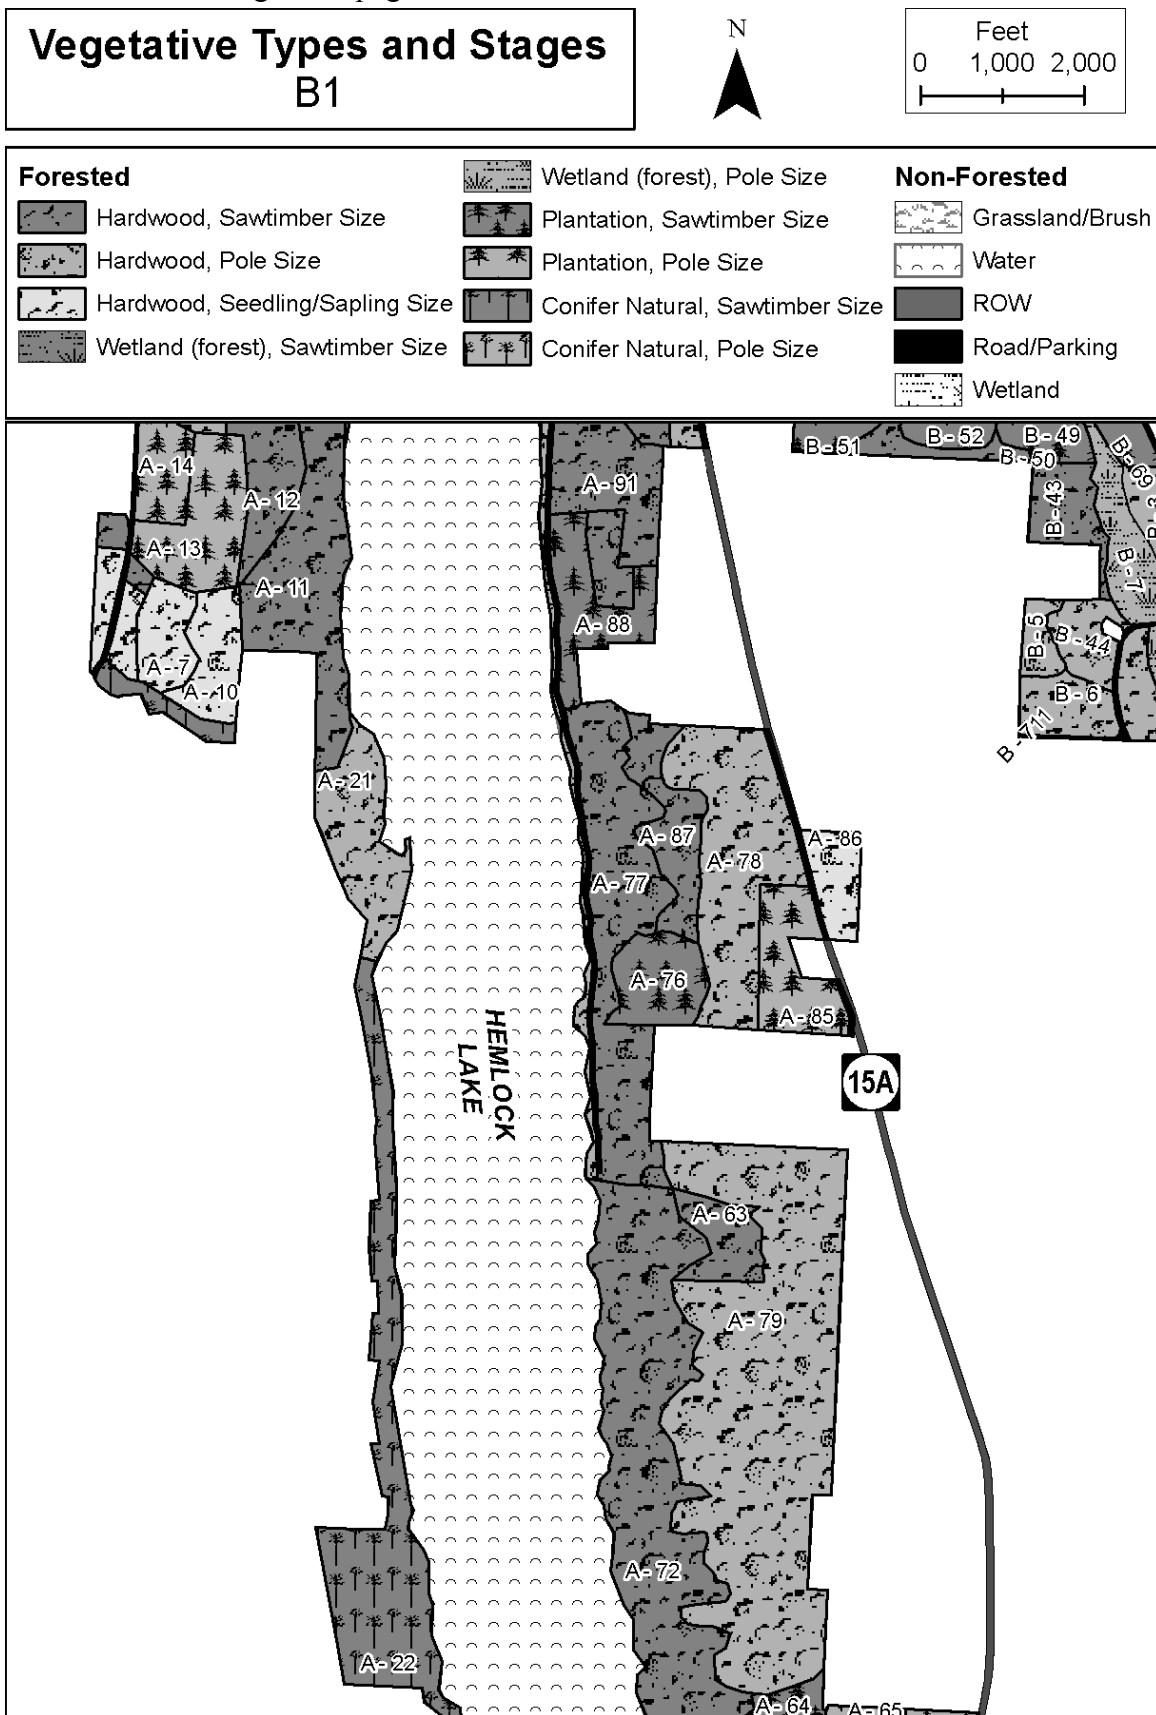 Vegetative Types and Stages
B1
N
Feet
0 1,000 2,000
Forested
Hardwood, Sawtimber Size
Hardwood, Pole Size
Hardwood, Seedling/Sapling Size
Wetland (forest), Sawtimber Size
Wetland (forest), Pole Size
Plantation, Sawtimber Size
Plantation, Pole Size
Conifer Natural, Sawtimber Size
Conifer Natural, Pole Size
Non-Forested
Grassland/Brush
Water
ROW
Road/Parking
Wetland
A - 14
A - 12
A - 13
A - 11
A - 7
A - 10
A - 21
A - 22
A - 91
A - 88
A - 87
A - 86
A - 78
A - 77
A - 76
A - 85
A - 63
A - 79
A - 72
A - 64
A - 65
B - 51
B - 52
B - 49
B - 50
B - 43
B - 69
B - 3
B - 7
B - 5
B - 44
B - 6
B - 711
HEMLOCK
LAKE
15A